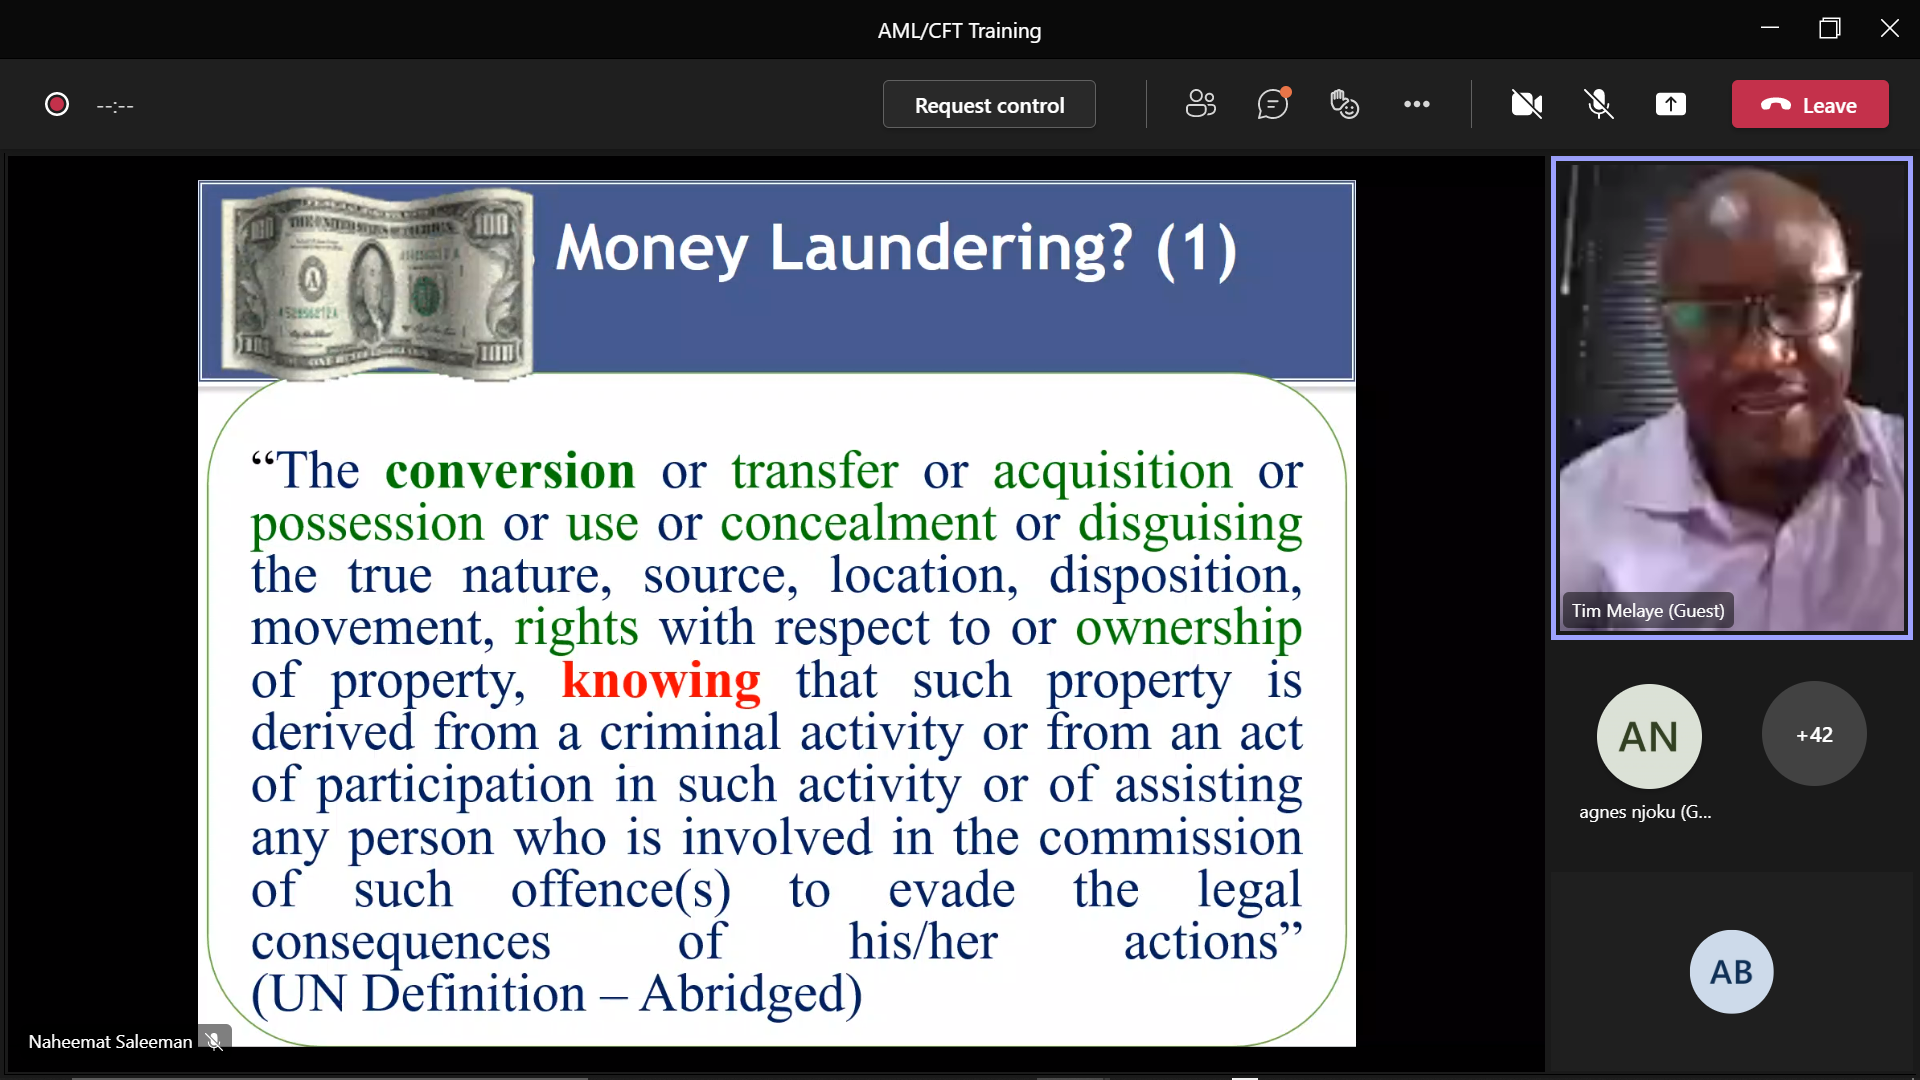 AML/CFT Training
--:--
Request control
Leave
Money Laundering? (1)
100
100
“The conversion or transfer or acquisition or
possession or use or concealment or disguising
the true nature, source, location, disposition,
movement, rights with respect to or ownership
of property, knowing that such property is
derived from a criminal activity or from an act
of participation in such activity or of assisting
any person who is involved in the commission
of such offence(s) to evade the legal
consequences of his/her actions”
(UN Definition – Abridged)
Naheemat Saleeman
Tim Melaye (Guest)
AN
+42
agnes njoku (G...
AB